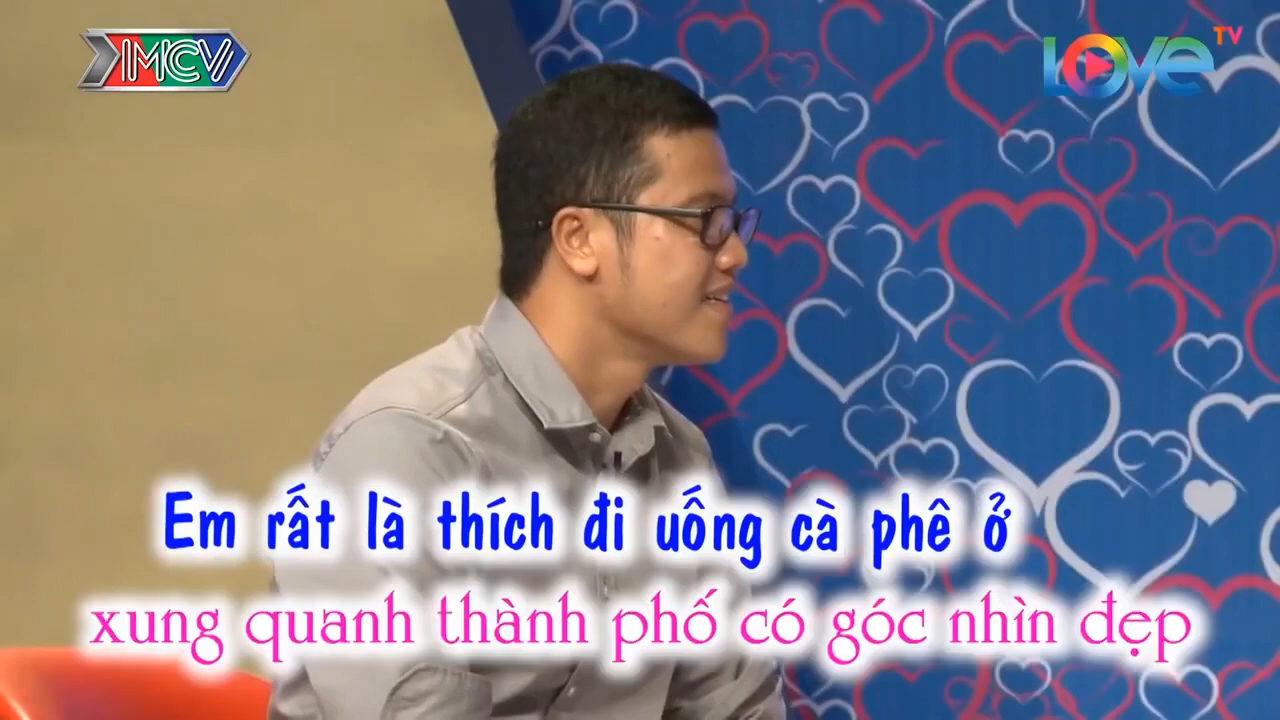 MCV
LOVE TV
Em rất là thích đi uống cà phê ở
xung quanh thành phố có góc nhìn đẹp